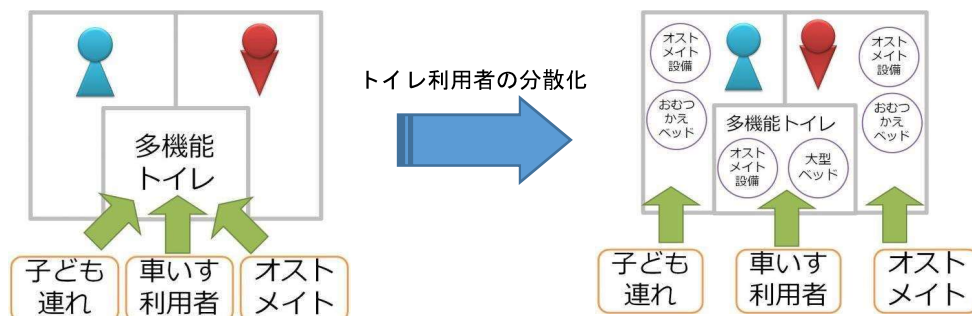 多機能
トイレ
子ども
連れ
車いす
利用者
オスト
メイト
トイレ利用者の分散化
オスト
メイト
設備
おむつ
かえ
ベッド
オスト
メイト
設備
おむつ
かえ
ベッド
多機能トイレ
オスト
メイト
設備
大型
ベッド
子ども
連れ
車いす
利用者
オスト
メイト